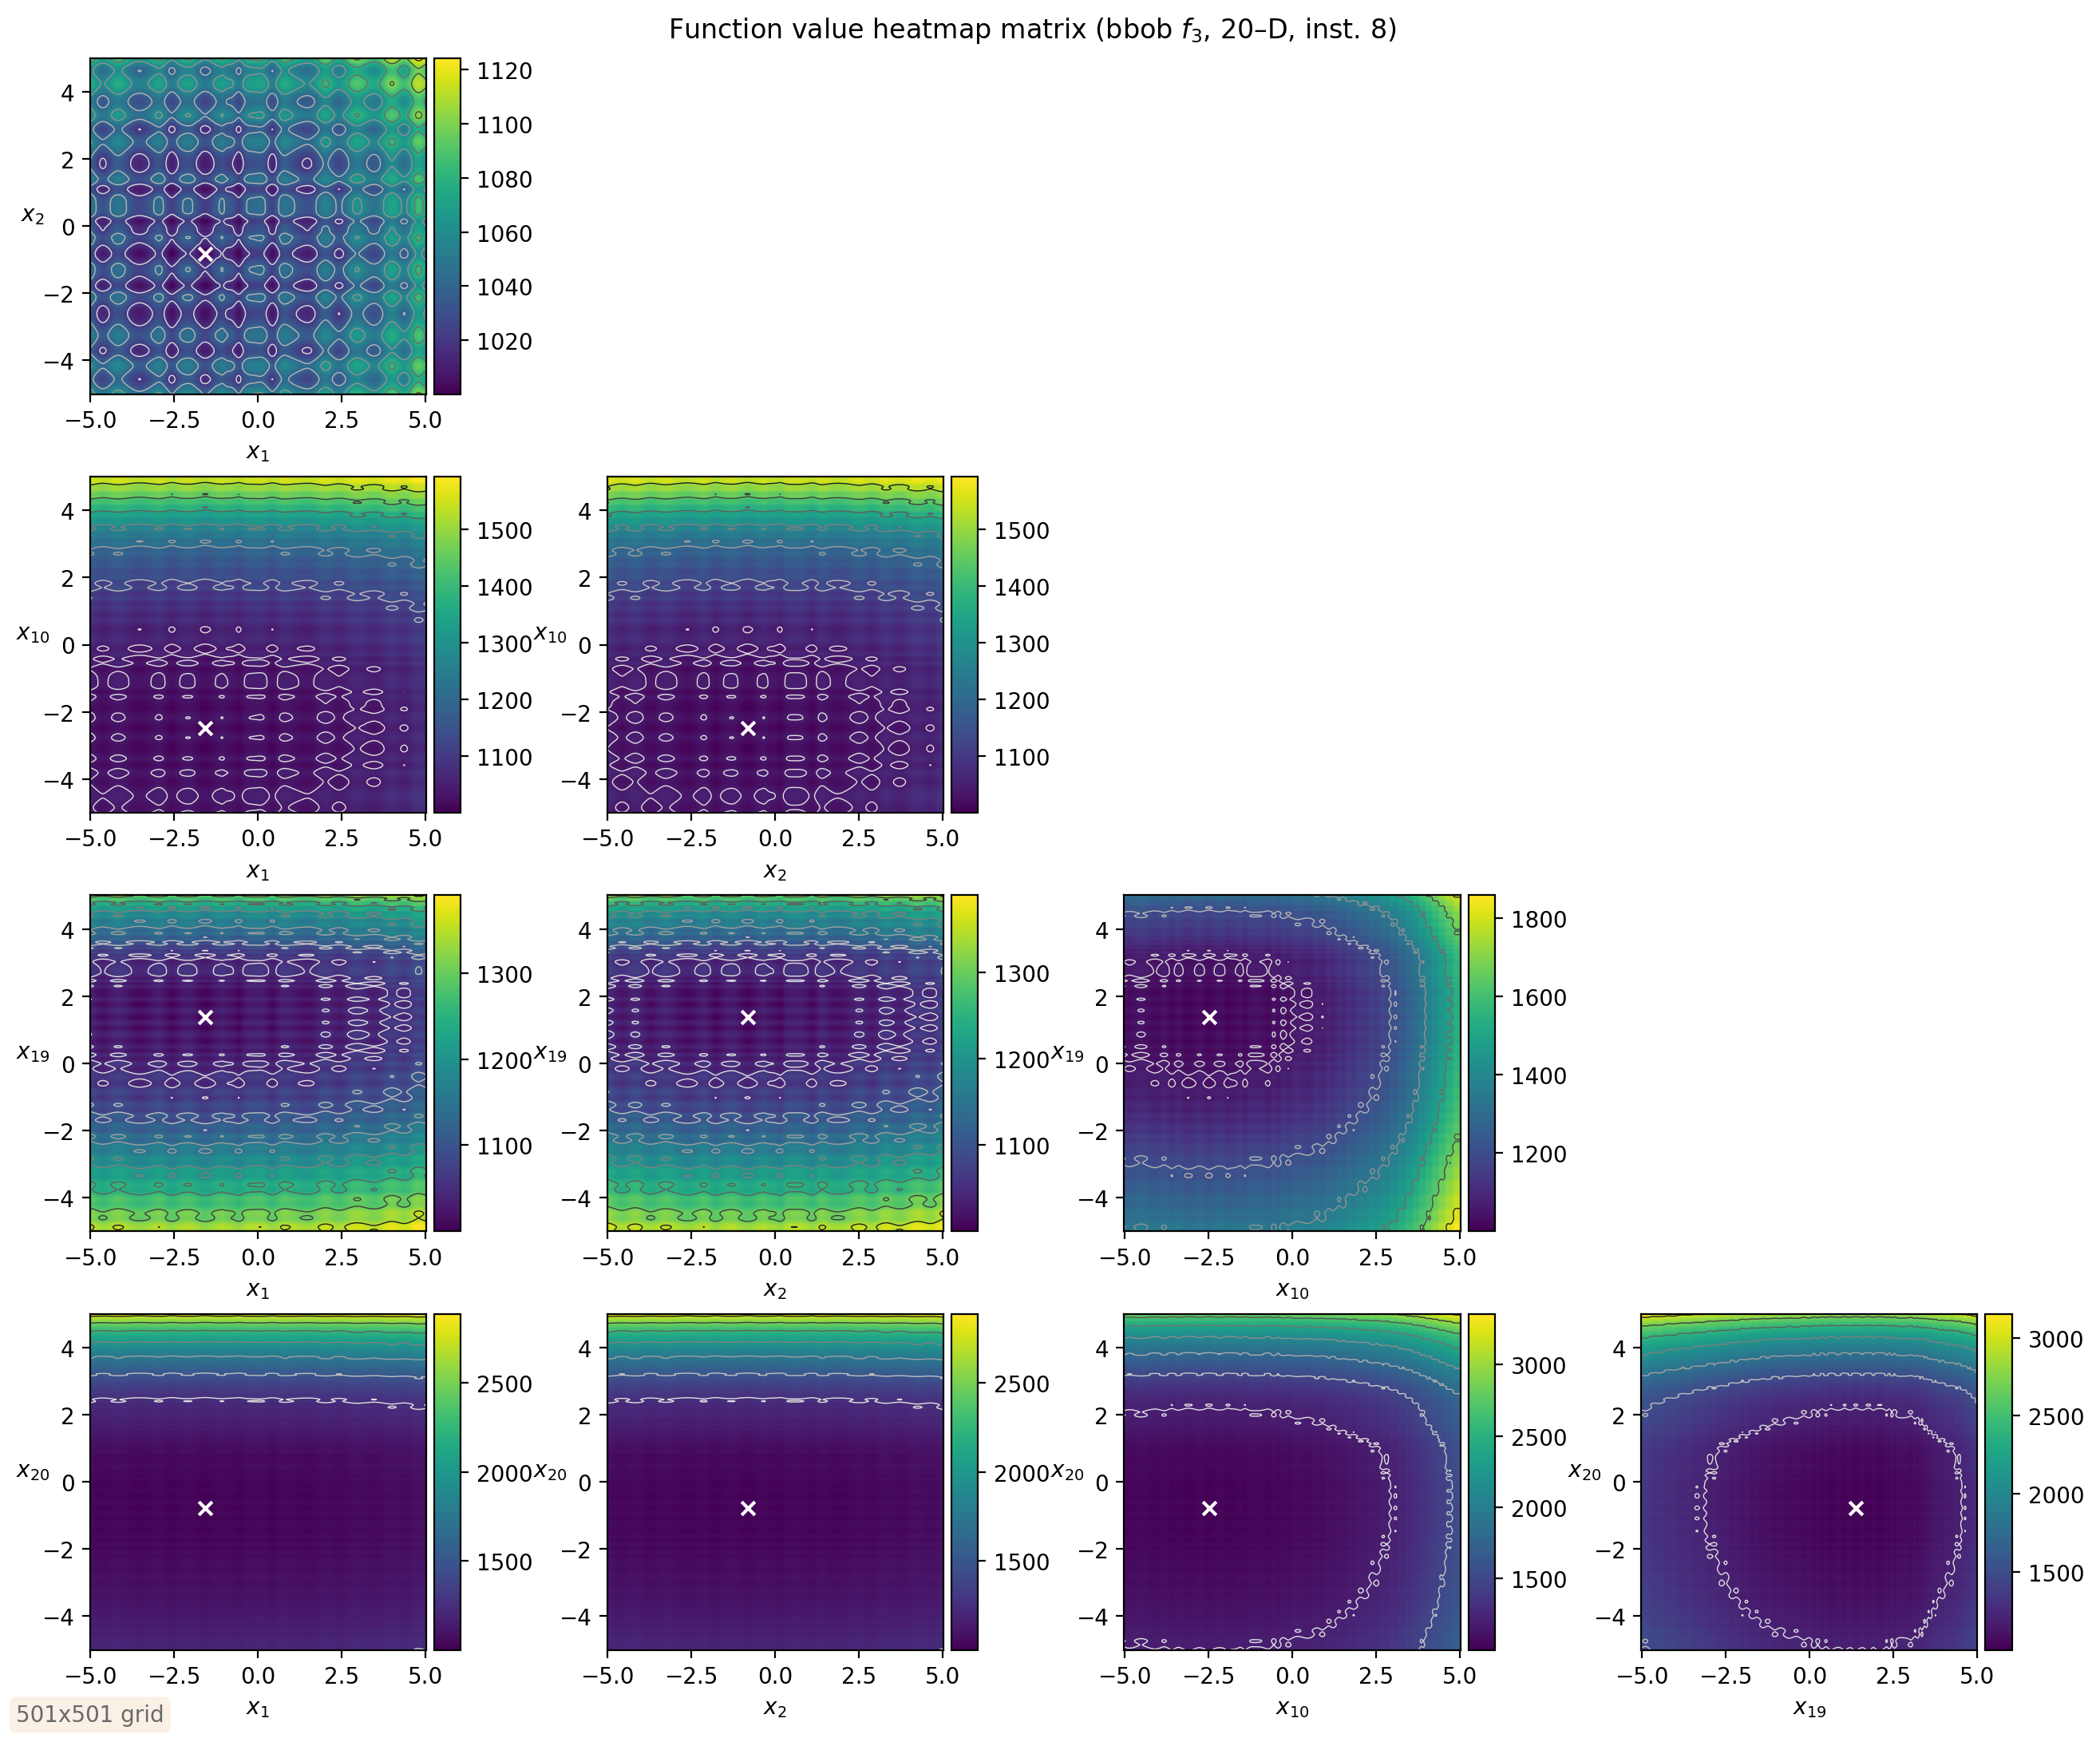 Function value heatmap matrix (bbob f₃, 20–D, inst. 8)
4
2
0
−2
−4
x₂
−5.0 −2.5 0.0 2.5 5.0
x₁
1120
1100
1080
1060
1040
1020
4
2
0
−2
−4
x₁₀
−5.0 −2.5 0.0 2.5 5.0
x₁
1500
1400
1300
1200
1100
4
2
0
−2
−4
x₁₀
−5.0 −2.5 0.0 2.5 5.0
x₂
1500
1400
1300
1200
1100
4
2
0
−2
−4
x₁₉
−5.0 −2.5 0.0 2.5 5.0
x₁
1300
1200
1100
4
2
0
−2
−4
x₁₉
−5.0 −2.5 0.0 2.5 5.0
x₂
1300
1200
1100
4
2
0
−2
−4
x₁₉
−5.0 −2.5 0.0 2.5 5.0
x₁₀
1800
1600
1400
1200
4
2
0
−2
−4
x₂₀
−5.0 −2.5 0.0 2.5 5.0
x₁
2500
2000
1500
4
2
0
−2
−4
x₂₀
−5.0 −2.5 0.0 2.5 5.0
x₂
2500
2000
1500
4
2
0
−2
−4
x₂₀
−5.0 −2.5 0.0 2.5 5.0
x₁₀
3000
2500
2000
1500
4
2
0
−2
−4
x₂₀
−5.0 −2.5 0.0 2.5 5.0
x₁₉
3000
2500
2000
1500
501x501 grid